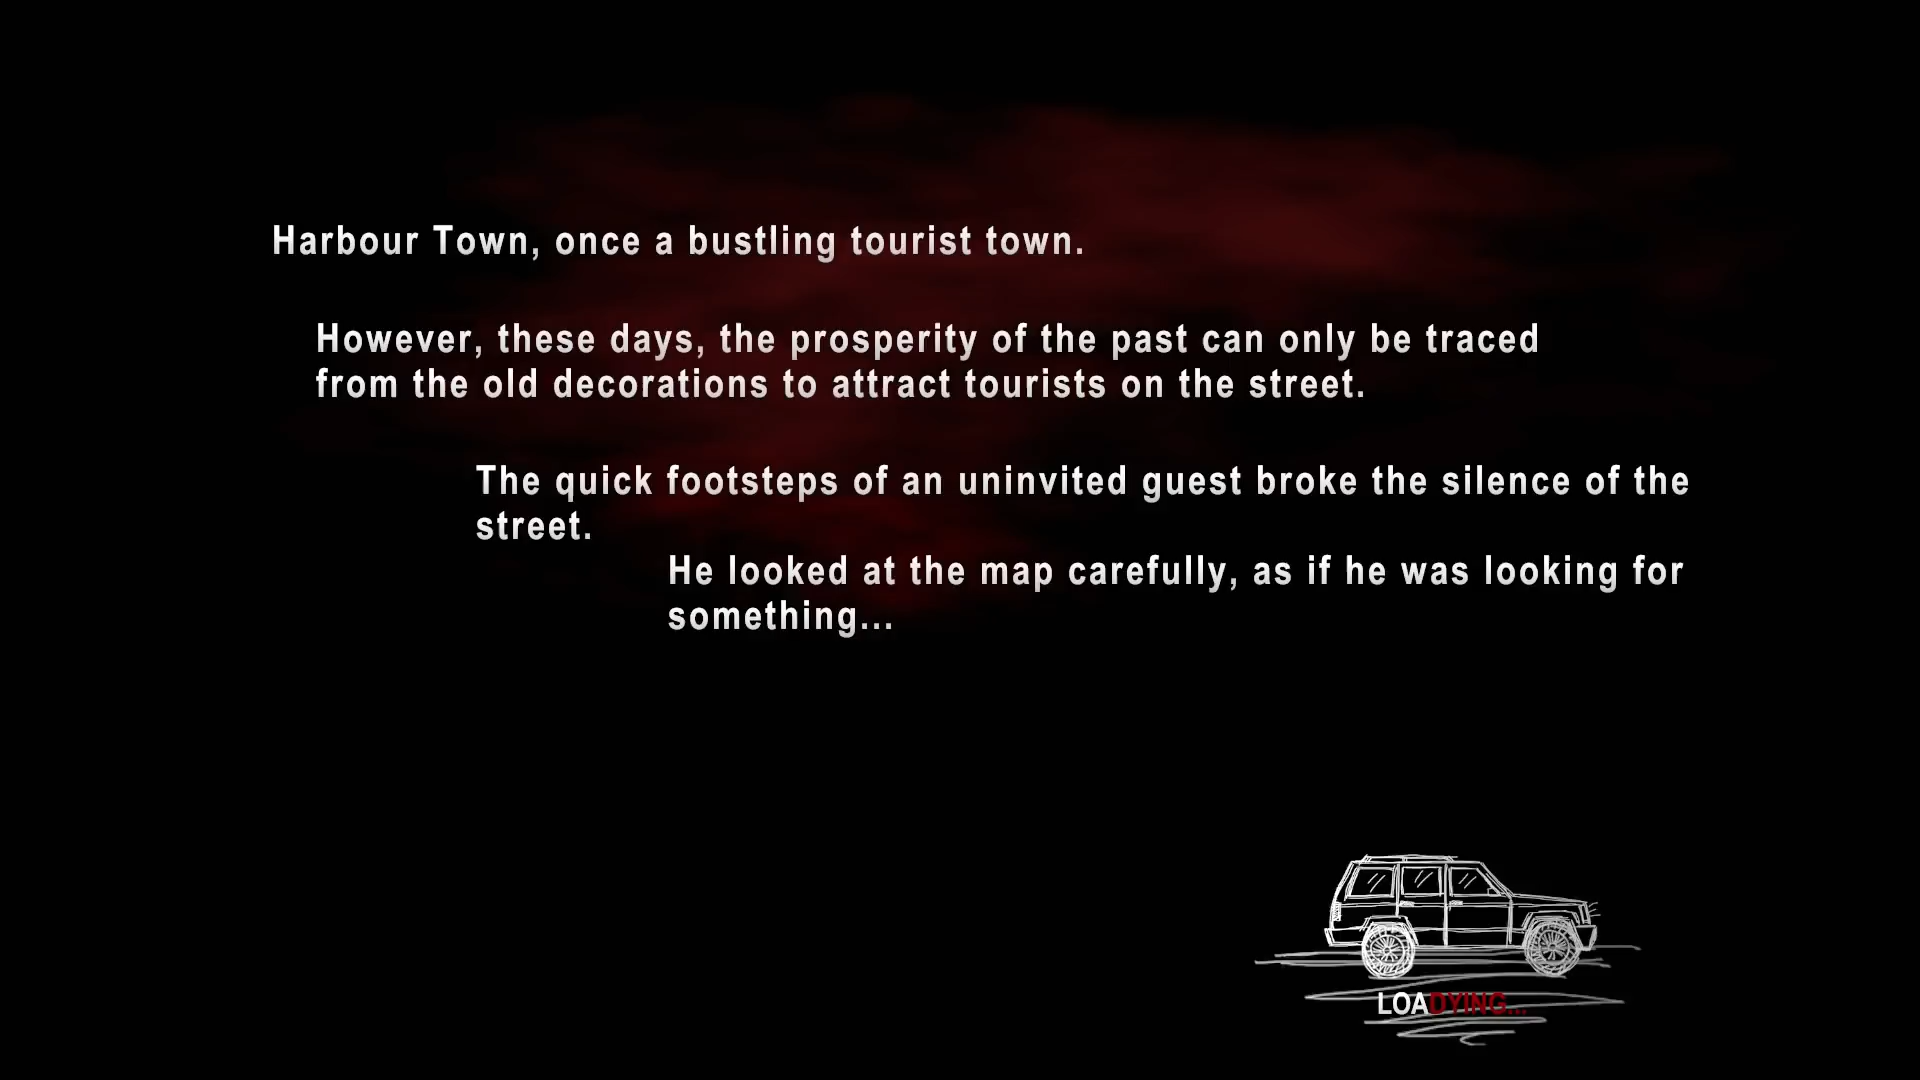 Harbour Town, once a bustling tourist town.
However, these days, the prosperity of the past can only be traced
from the old decorations to attract tourists on the street.
The quick footsteps of an uninvited guest broke the silence of the
street.
He looked at the map carefully, as if he was looking for
something...
LOADYING...